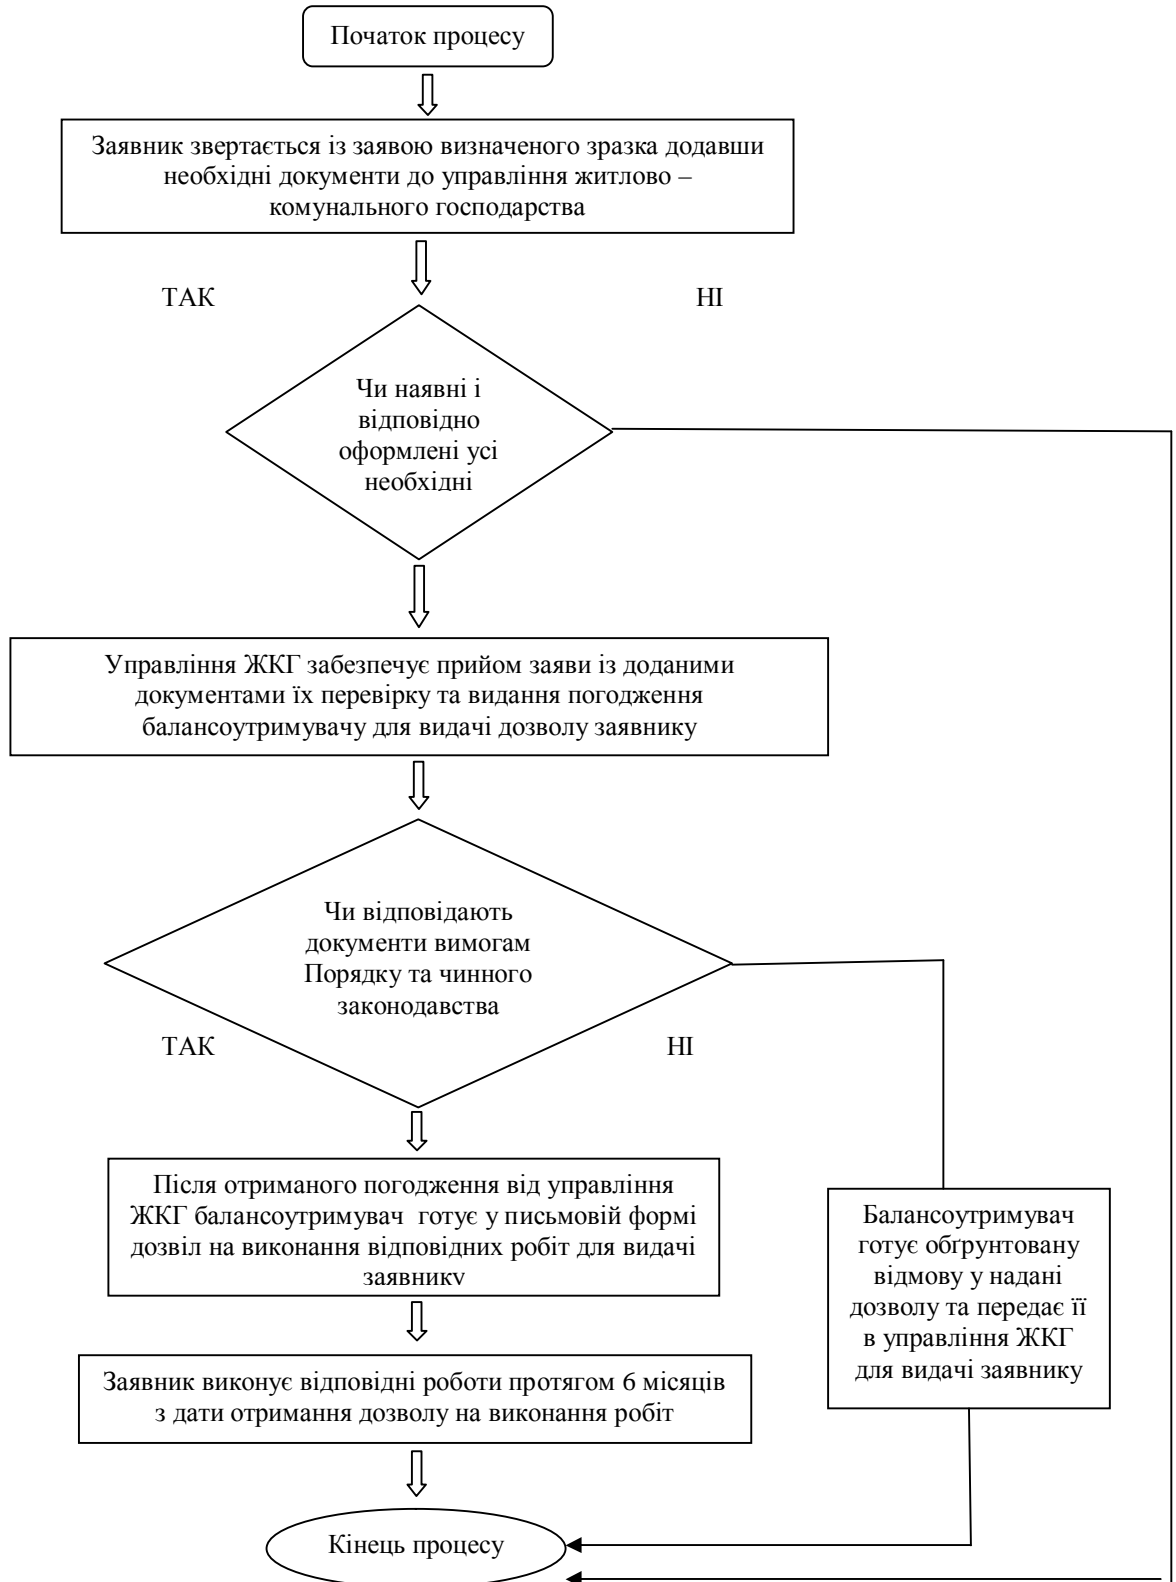 Початок процесу
Заявник звертається із заявою визначеного зразка додавши
необхідні документи до управління житлово –
комунального господарства
ТАК
НІ
Чи наявні і
відповідно
оформлені усі
необхідні
Управління ЖКГ забезпечує прийом заяви із доданими
документами їх перевірку та видання погодження
балансоутримувачу для видачі дозволу заявнику
Чи відповідають
документи вимогам
Порядку та чинного
законодавства
ТАК
НІ
Після отриманого погодження від управління
ЖКГ балансоутримувач готує у письмовій формі
дозвіл на виконання відповідних робіт для видачі
заявнику
Балансоутримувач
готує обґрунтовану
відмову у надані
дозволу та передає її
в управління ЖКГ
для видачі заявнику
Заявник виконує відповідні роботи протягом 6 місяців
з дати отримання дозволу на виконання робіт
Кінець процесу